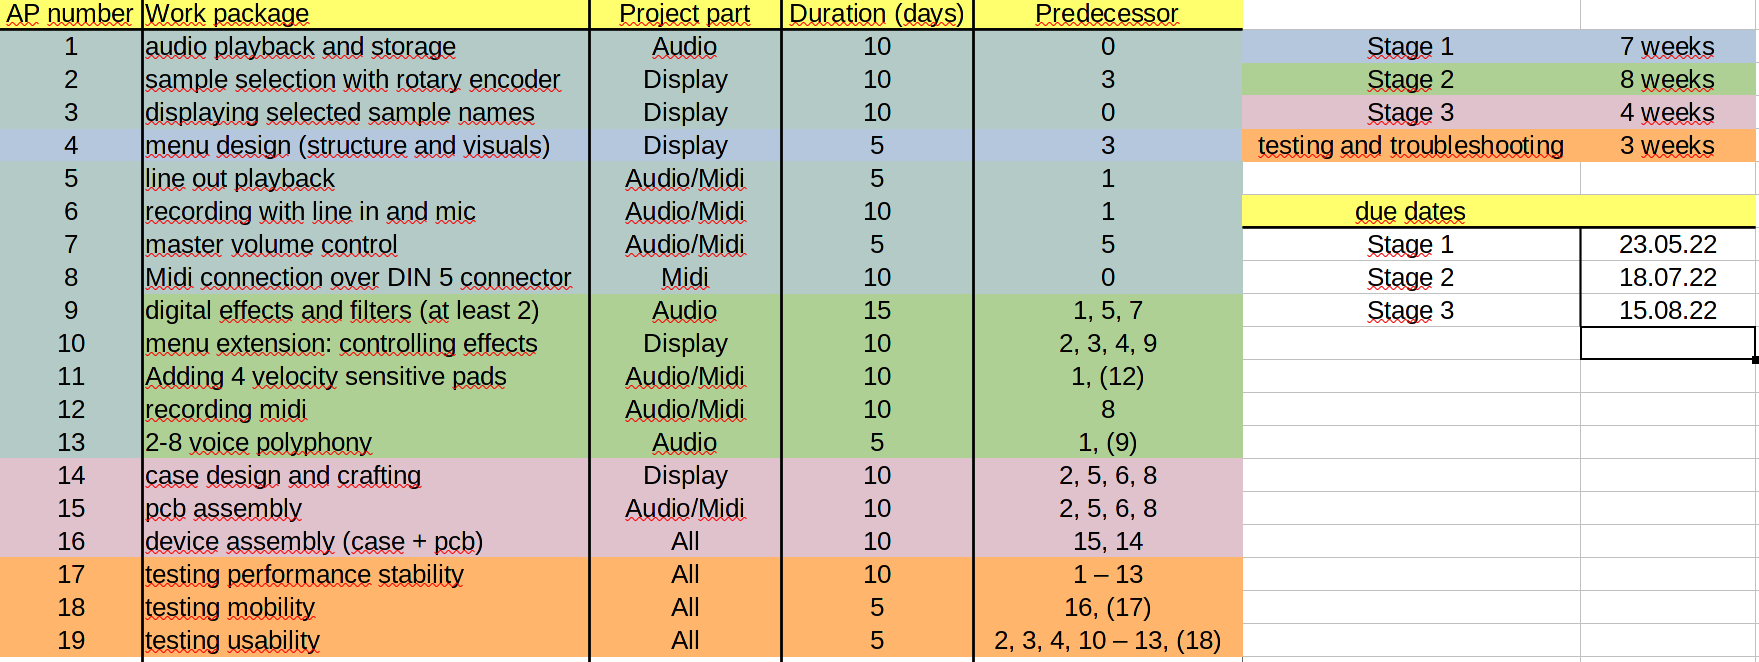 AP number Work package Project part Duration (days) Predecessor
1 audio playback and storage Audio 10 0 Stage 1 7 weeks
2 sample selection with rotary encoder Display 10 3 Stage 2 8 weeks
3 displaying selected sample names Display 10 0 Stage 3 4 weeks
4 menu design (structure and visuals) Display 5 3 testing and troubleshooting 3 weeks
5 line out playback Audio/Midi 5 1
6 recording with line in and mic Audio/Midi 10 1 due dates
7 master volume control Audio/Midi 5 5 Stage 1 23.05.22
8 Midi connection over DIN 5 connector Midi 10 0 Stage 2 18.07.22
9 digital effects and filters (at least 2) Audio 15 1, 5, 7 Stage 3 15.08.22
10 menu extension: controlling effects Display 10 2, 3, 4, 9
11 Adding 4 velocity sensitive pads Audio/Midi 10 1, (12)
12 recording midi Audio/Midi 10 8
13 2-8 voice polyphony Audio 5 1, (9)
14 case design and crafting Display 10 2, 5, 6, 8
15 pcb assembly Audio/Midi 10 2, 5, 6, 8
16 device assembly (case + pcb) All 10 15, 14
17 testing performance stability All 10 1 – 13
18 testing mobility All 5 16, (17)
19 testing usability All 5 2, 3, 4, 10 – 13, (18)